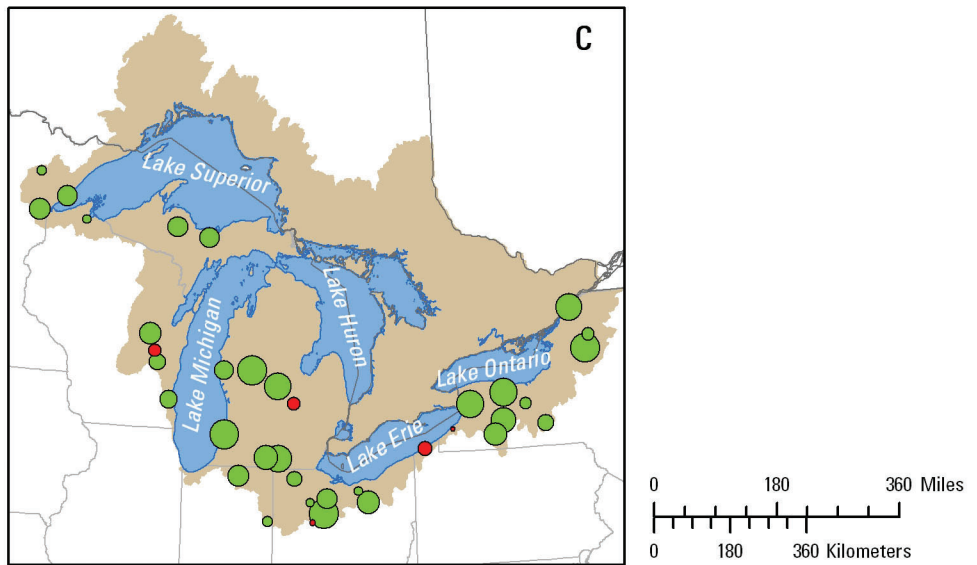 C
Lake Superior
Lake Michigan
Lake Huron
Lake Ontario
Lake Erie
0 180 360 Miles
0 180 360 Kilometers